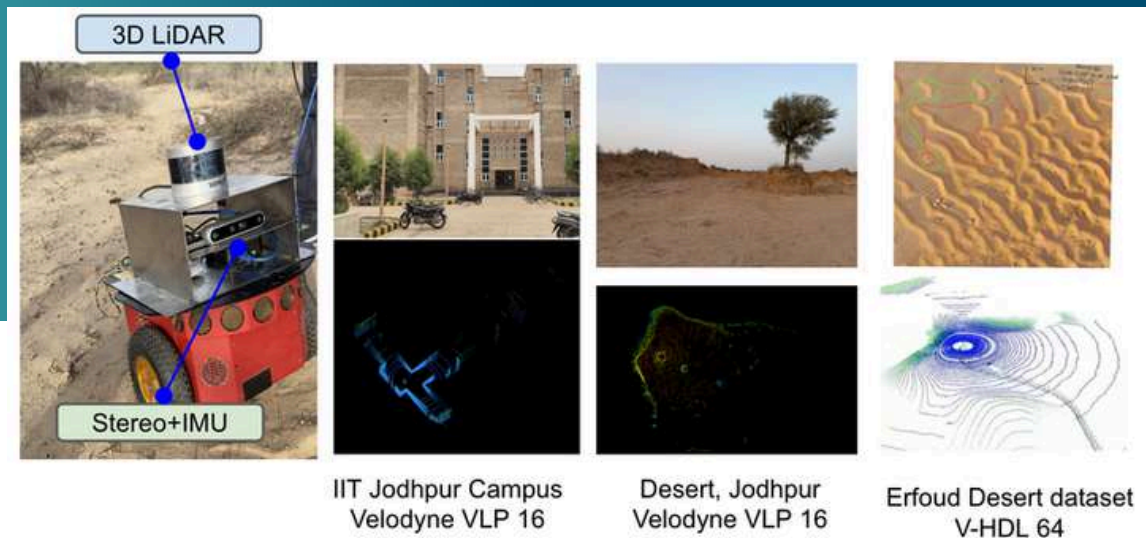 3D LiDAR
Stereo+IMU
IIT Jodhpur Campus
Velodyne VLP 16
Desert, Jodhpur
Velodyne VLP 16
Erfoud Desert dataset
V-HDL 64